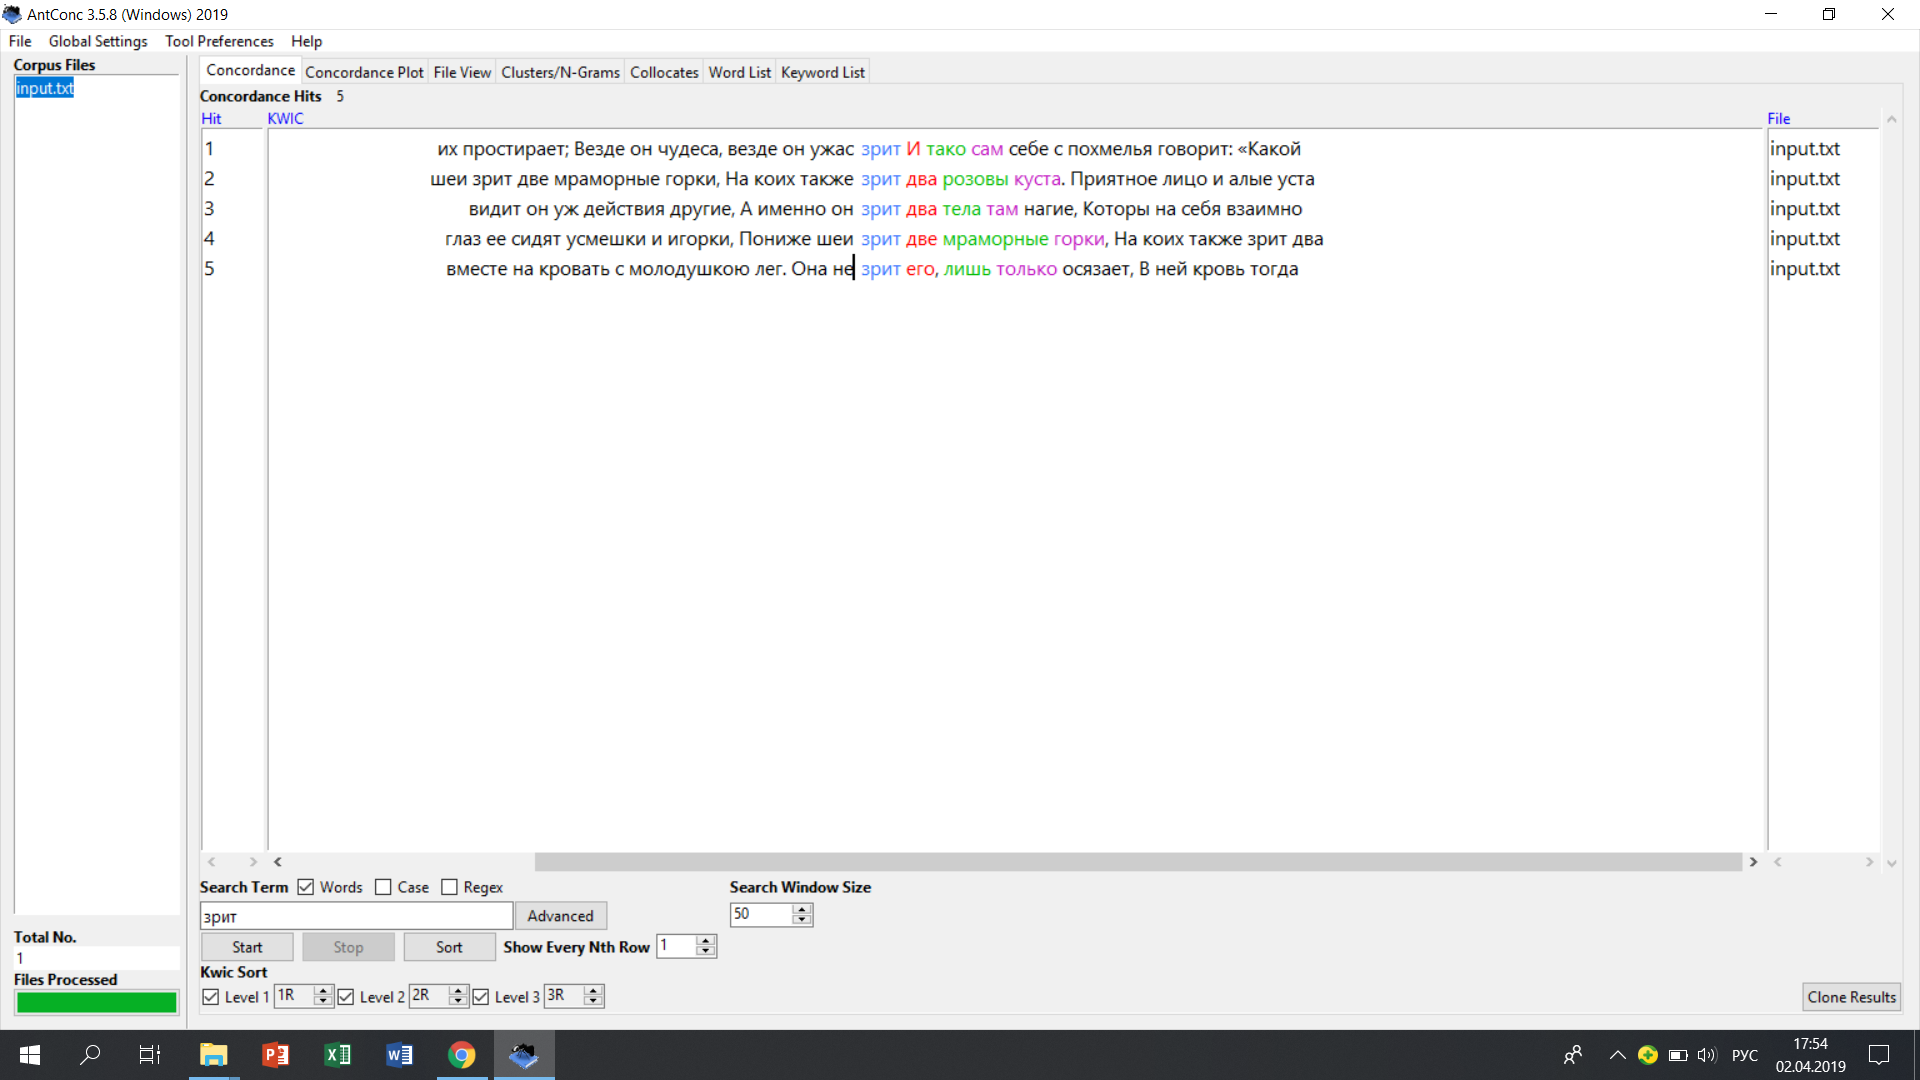 AntConc 3.5.8 (Windows) 2019
File Global Settings Tool Preferences Help
Corpus Files
input.txt
Concordance Concordance Plot File View Clusters/N-Grams Collocates Word List Keyword List
Concordance Hits 5
Hit KWIC File
1 их простирает; Везде он чудеса, везде он ужас зрит И тако сам себе с похмелья говорит: «Какой input.txt
2 шеи зрит две мраморные горки, На коих также зрит два розовы куста. Приятное лицо и алые уста input.txt
3 видит он уж действия другие, А именно он зрит два тела там нагие, Которы на себя взаимно input.txt
4 глаз ее сидят усмешки и игорки, Пониже шеи зрит две мраморные горки, На коих также зрит два input.txt
5 вместе на кровать с молодушкою лег. Она не зрит его, лишь только осязает, В ней кровь тогда input.txt
Search Term Words Case Regex Search Window Size
зрит Advanced 50
Start Stop Sort Show Every Nth Row 1
Kwic Sort
Level 1 1R Level 2 2R Level 3 3R Clone Results
Total No.
1
Files Processed
РУС 17:54
02.04.2019